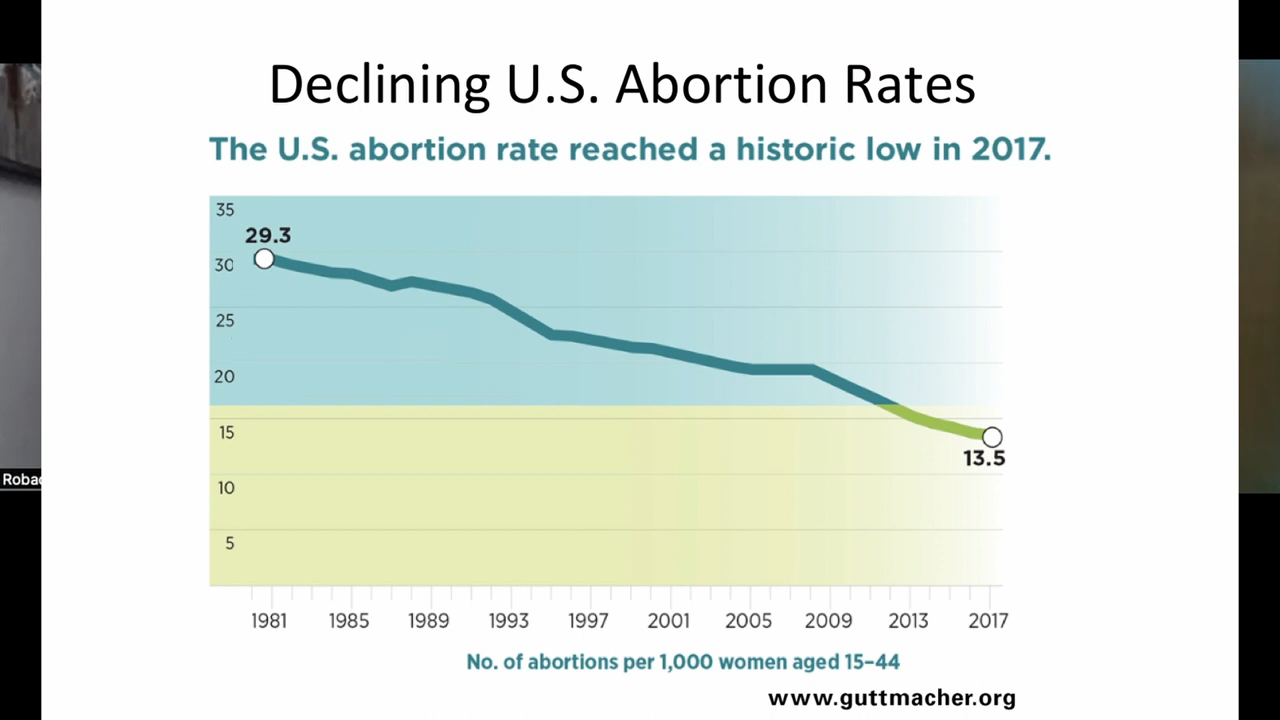 Declining U.S. Abortion Rates
The U.S. abortion rate reached a historic low in 2017.
35
29.3
30
25
20
15
13.5
10
5
1981 1985 1989 1993 1997 2001 2005 2009 2013 2017
No. of abortions per 1,000 women aged 15–44
www.guttmacher.org